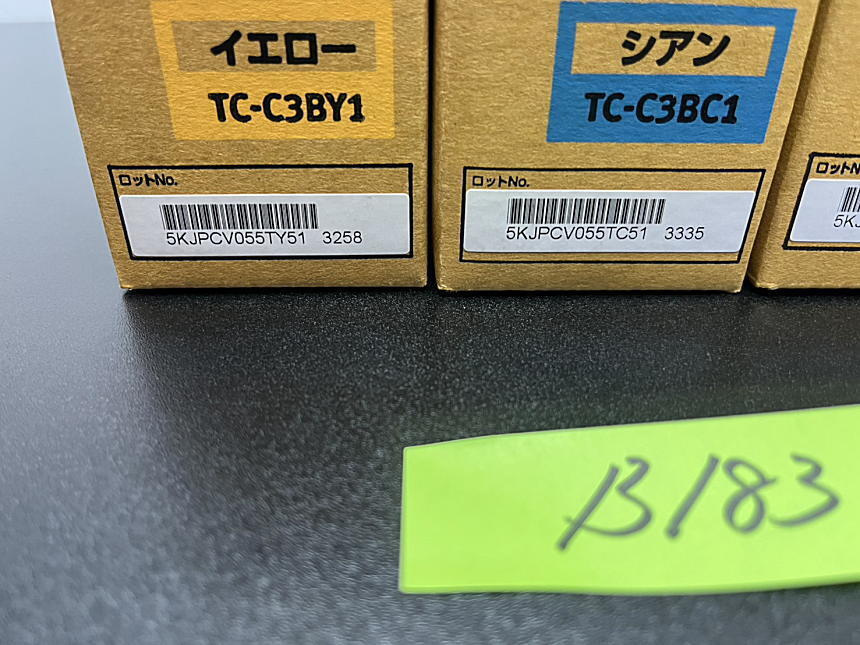 イエロー
TC-C3BY1
ロットNo.
5KJPCV055TY51 3258
シアン
TC-C3BC1
ロットNo.
5KJPCV055TC51 3335
ロットN
5KJ
B183